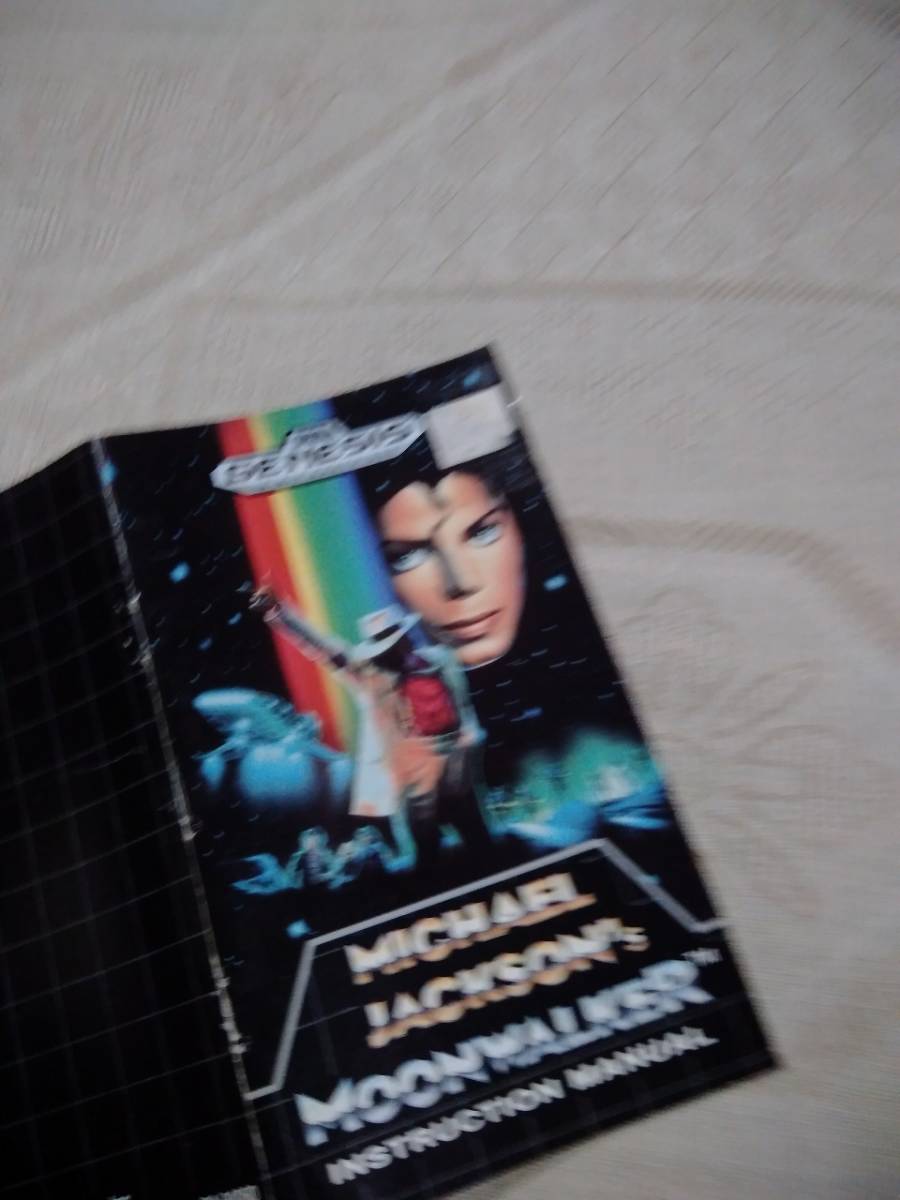 GENESIS
MICHAEL
JACKSON'S
MOONWALKER™
INSTRUCTION MANUAL